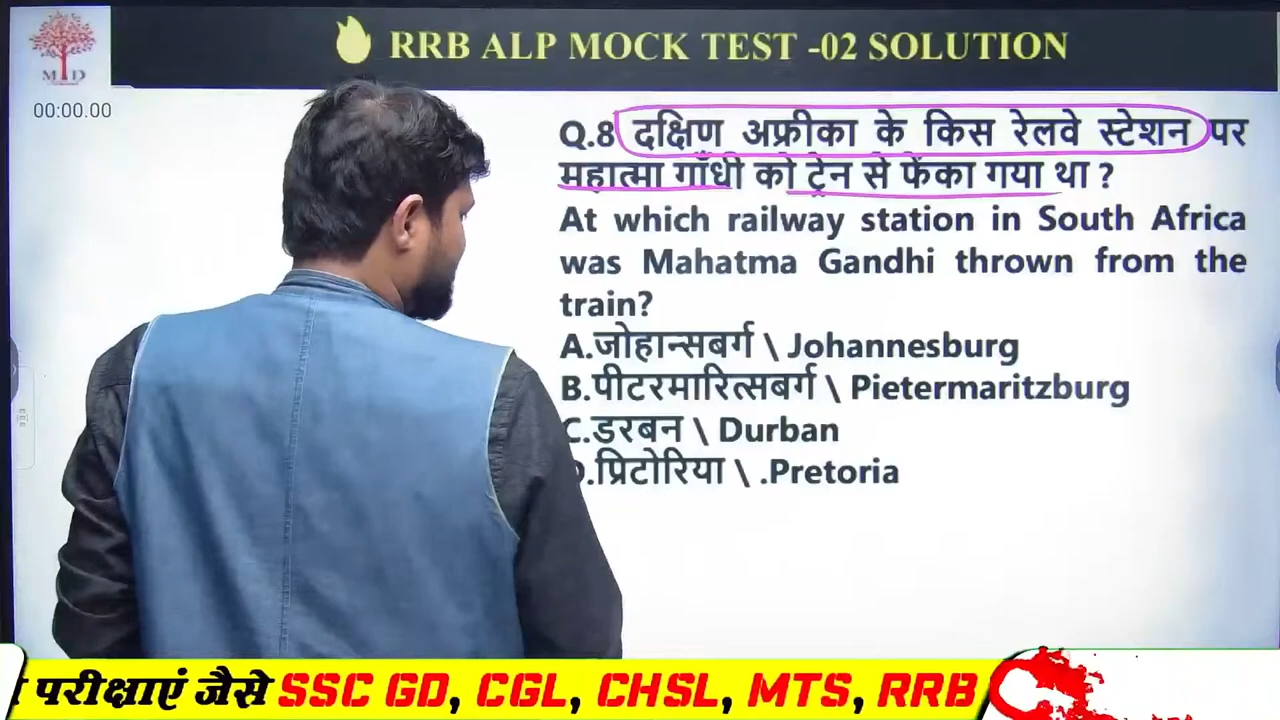 RRB ALP MOCK TEST -02 SOLUTION
M D
00:00.00
Q.8 दक्षिण अफ्रीका के किस रेलवे स्टेशन पर
महात्मा गाँधी को ट्रेन से फेंका गया था ?
At which railway station in South Africa
was Mahatma Gandhi thrown from the
train?
A.जोहान्सबर्ग \ Johannesburg
B.पीटरमारित्सबर्ग \ Pietermaritzburg
C.डरबन \ Durban
D.प्रिटोरिया \ .Pretoria
परीक्षाएं जैसे SSC GD, CGL, CHSL, MTS, RRB